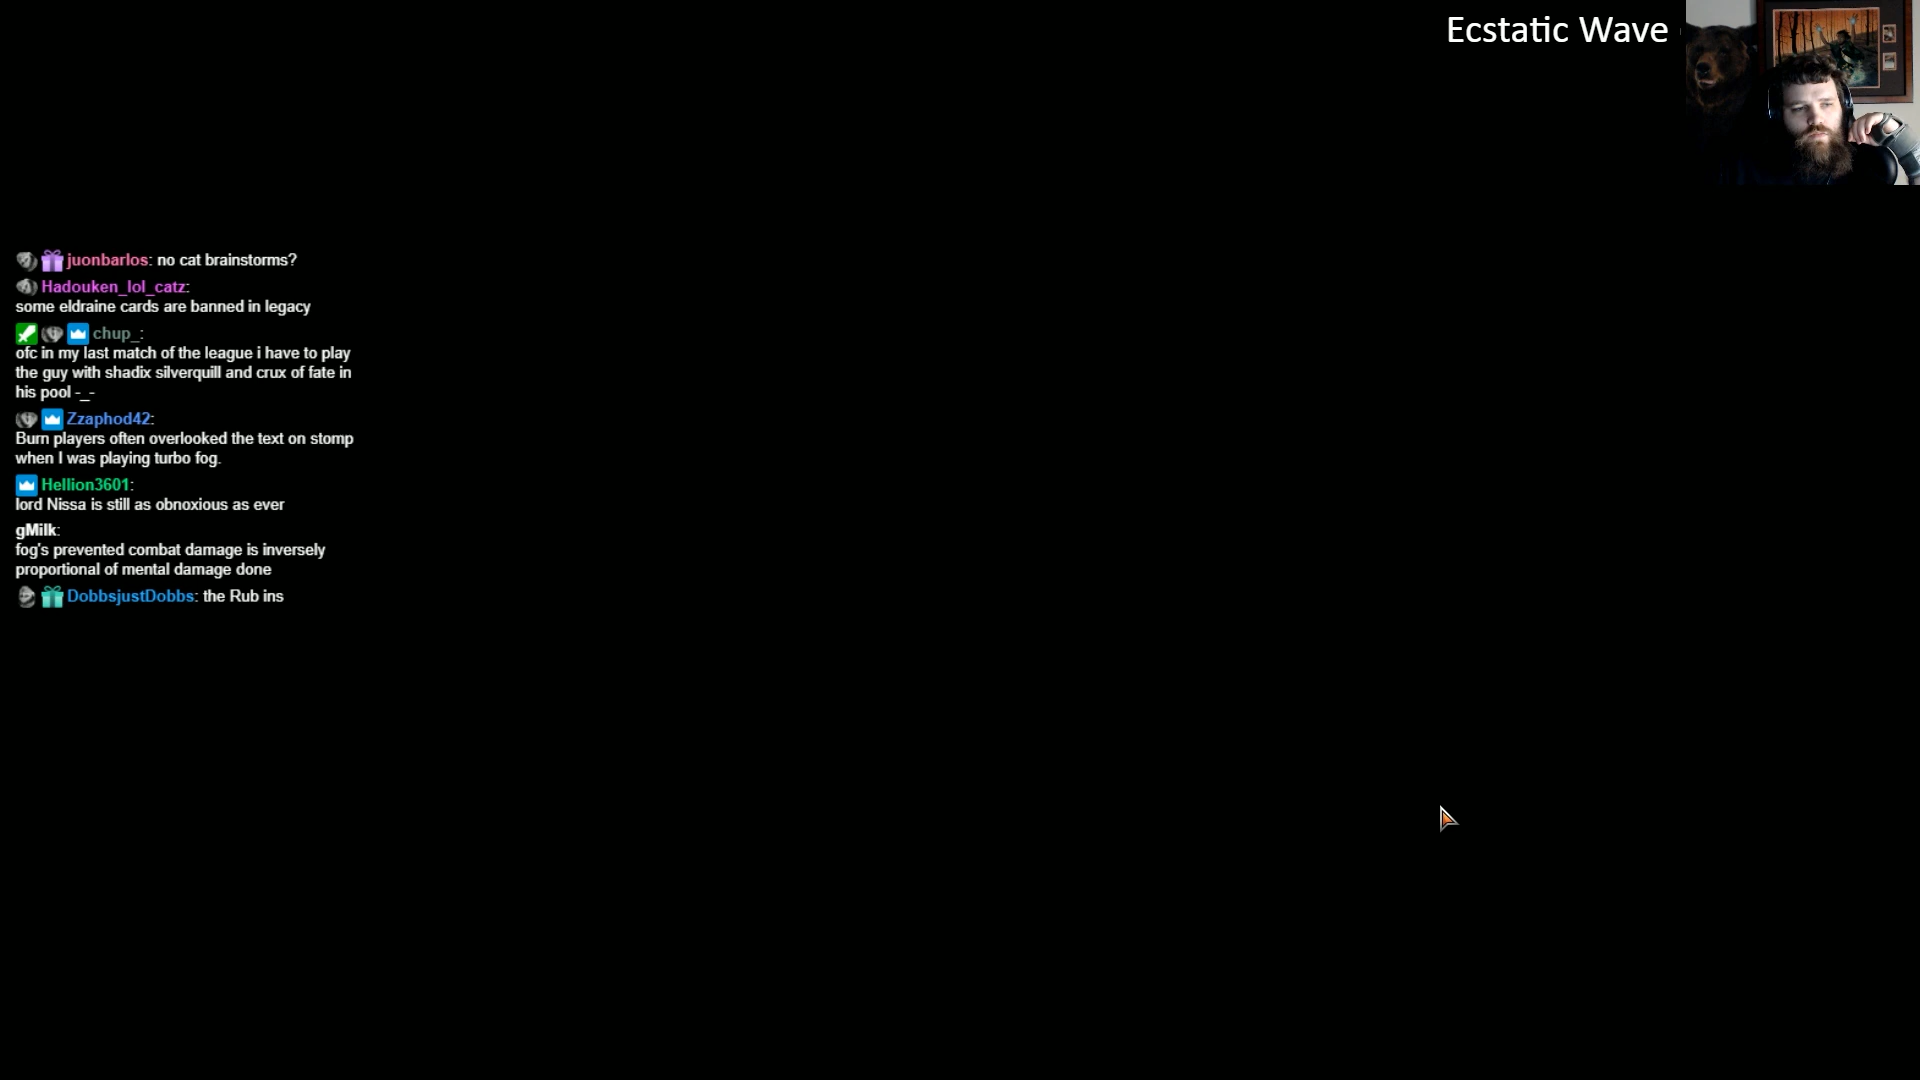 Ecstatic Wave
juonbarlos: no cat brainstorms?
Hadouken_lol_catz:
some eldraine cards are banned in legacy
chup_:
ofc in my last match of the league i have to play
the guy with shadix silverquill and crux of fate in
his pool -_-
Zzaphod42:
Burn players often overlooked the text on stomp
when I was playing turbo fog.
Hellion3601:
lord Nissa is still as obnoxious as ever
gMilk:
fog's prevented combat damage is inversely
proportional of mental damage done
DobbsjustDobbs: the Rub ins